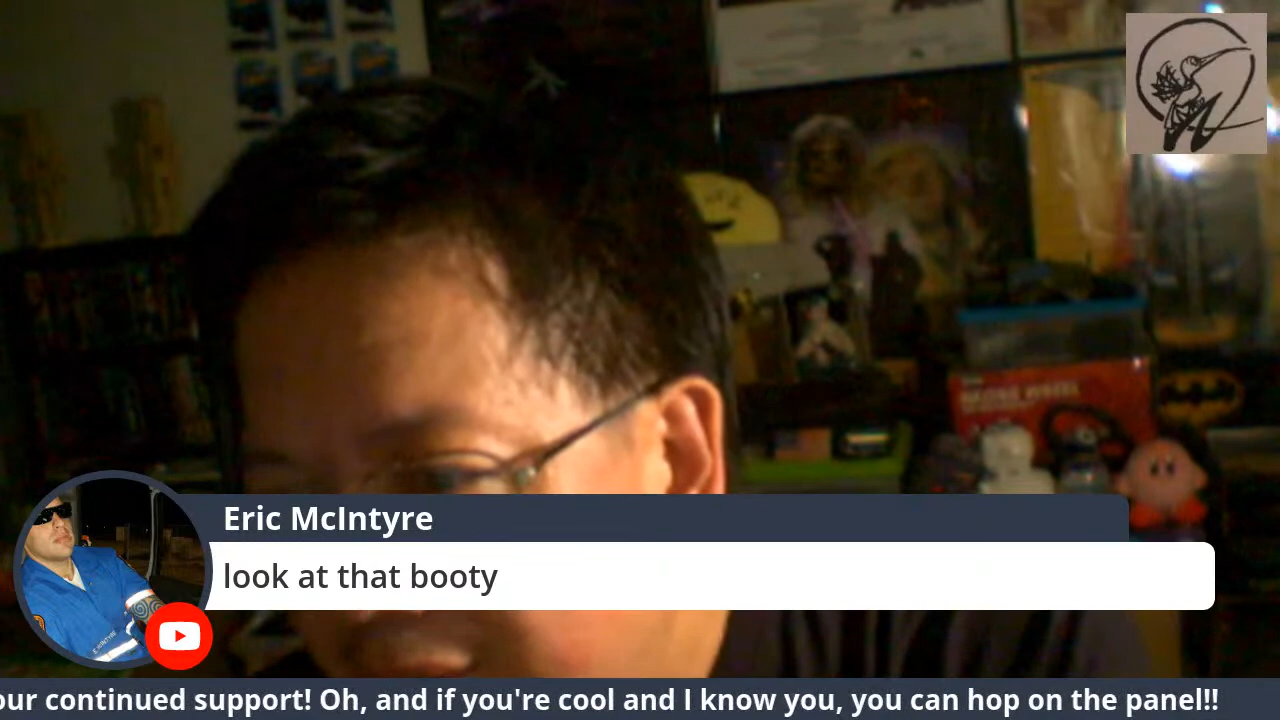 Eric McIntyre
look at that booty
our continued support! Oh, and if you're cool and I know you, you can hop on the panel!!